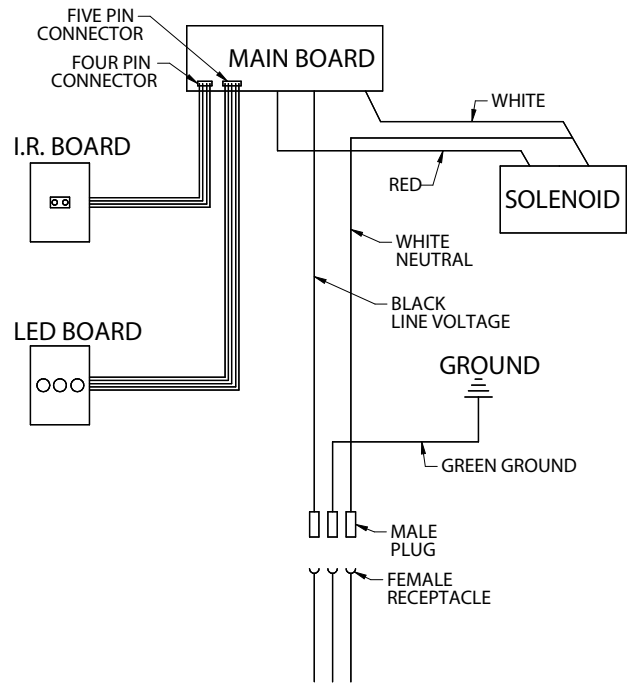 FIVE PIN
CONNECTOR
MAIN BOARD
FOUR PIN
CONNECTOR
WHITE
I.R. BOARD
RED
SOLENOID
WHITE
NEUTRAL
BLACK
LINE VOLTAGE
LED BOARD
GROUND
GREEN GROUND
MALE
PLUG
FEMALE
RECEPTACLE